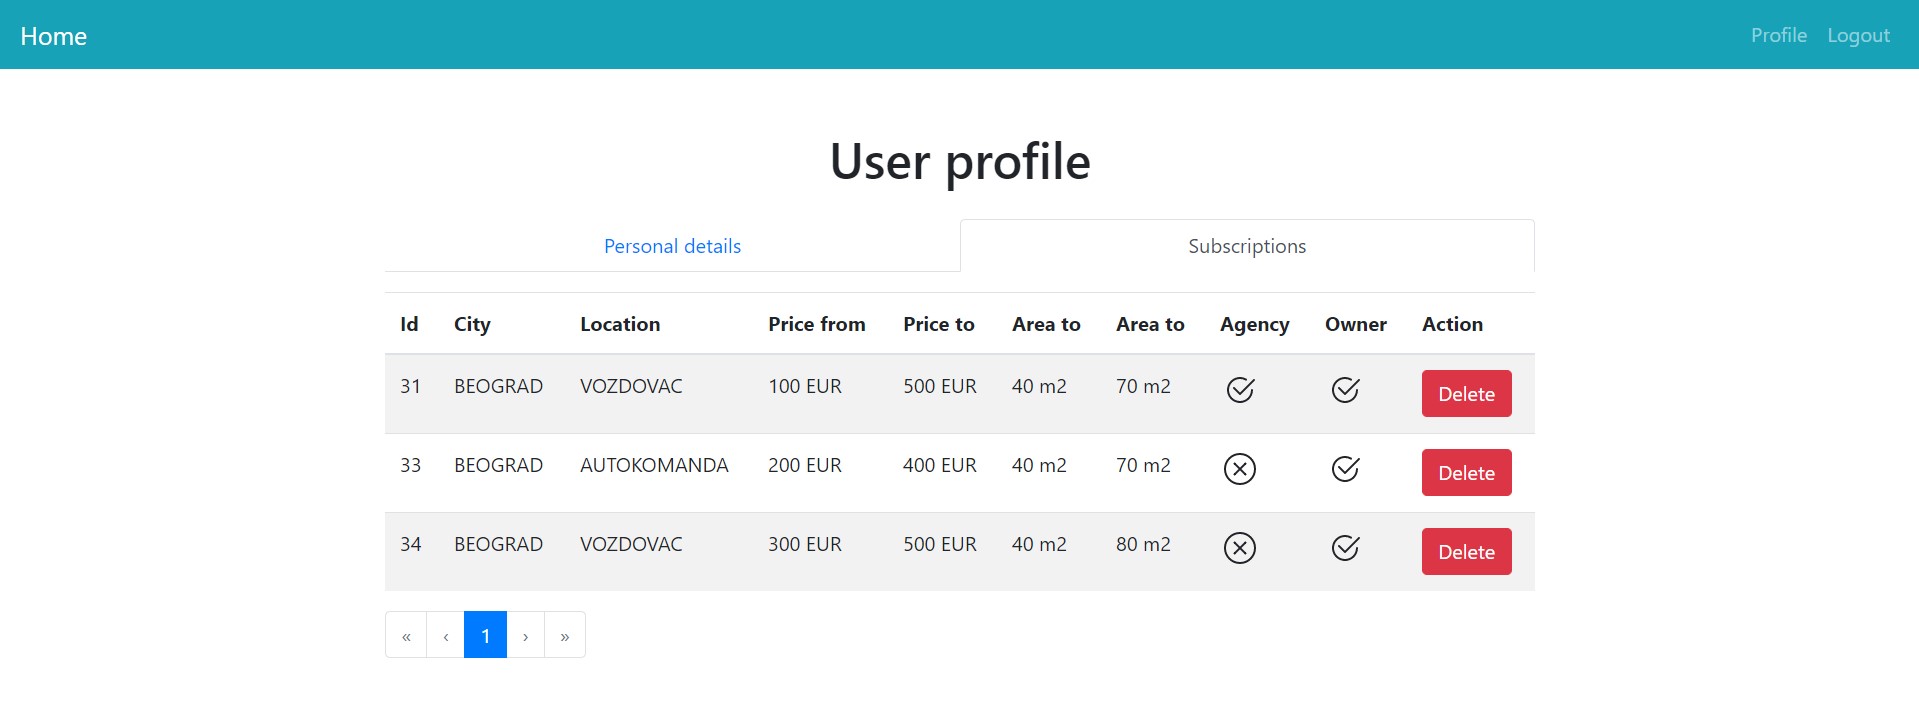 Home Profile Logout
User profile
Personal details Subscriptions
Id City Location Price from Price to Area to Area to Agency Owner Action
31 BEOGRAD VOZDOVAC 100 EUR 500 EUR 40 m2 70 m2 Delete
33 BEOGRAD AUTOKOMANDA 200 EUR 400 EUR 40 m2 70 m2 Delete
34 BEOGRAD VOZDOVAC 300 EUR 500 EUR 40 m2 80 m2 Delete
« ‹ 1 › »